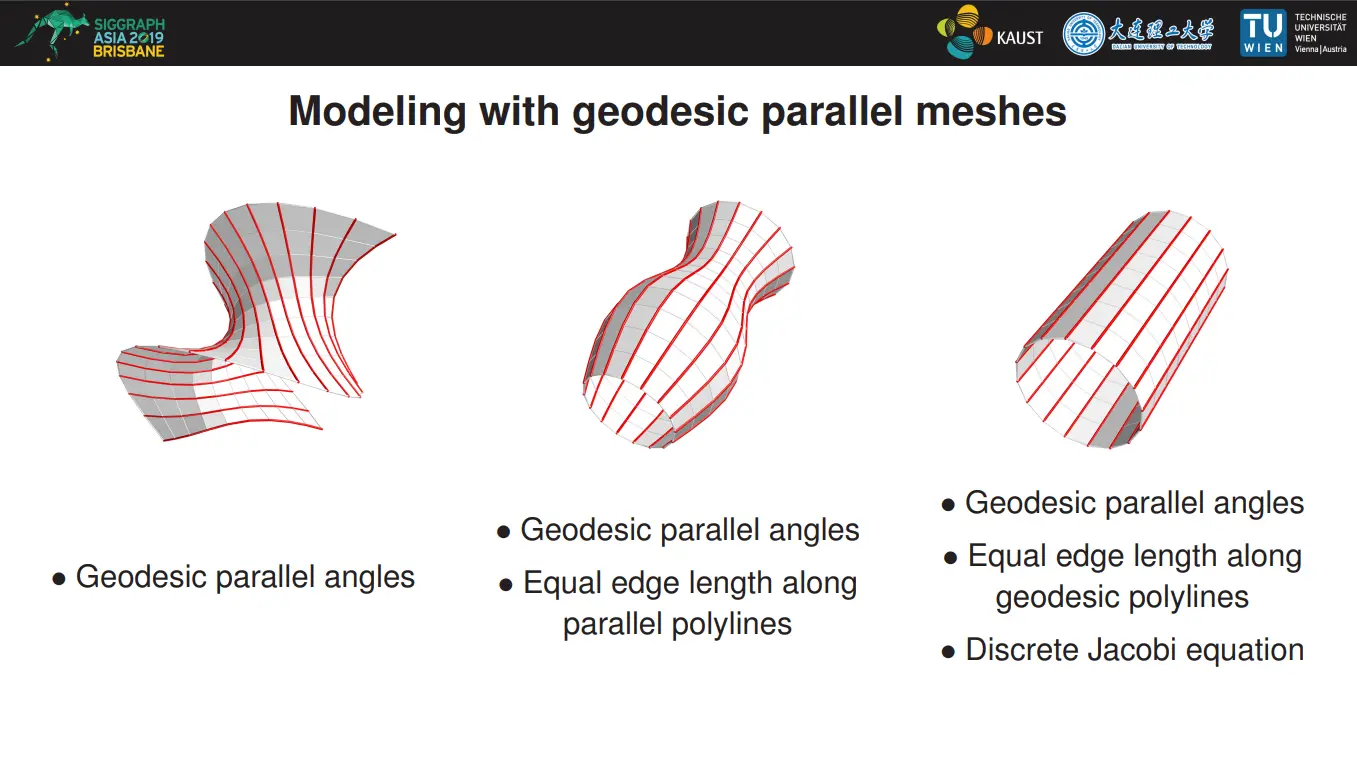 SIGGRAPH
ASIA 2019
BRISBANE
KAUST
大连理工大学
DALIAN UNIVERSITY OF TECHNOLOGY
TU
WIEN
TECHNISCHE
UNIVERSITÄT
WIEN
Vienna|Austria
Modeling with geodesic parallel meshes
● Geodesic parallel angles
● Geodesic parallel angles
● Equal edge length along
parallel polylines
● Geodesic parallel angles
● Equal edge length along
geodesic polylines
● Discrete Jacobi equation